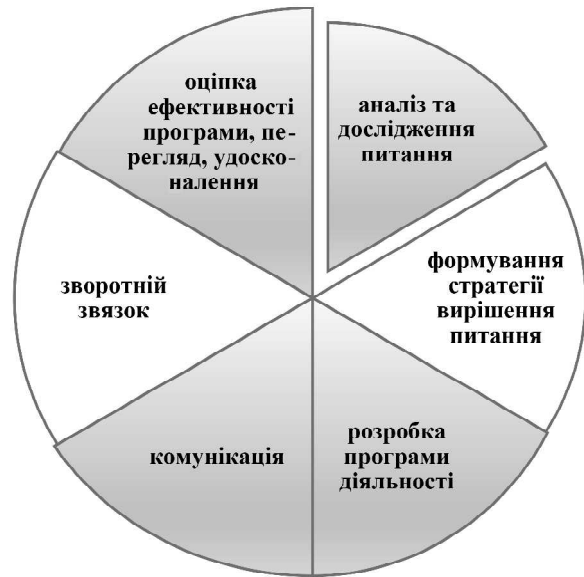 аналіз та
дослідження
питання
формування
стратегії
вирішення
питання
розробка
програми
діяльності
комунікація
зворотній
звязок
оціпка
ефективності
програми, пе-
регляд, удоско-
налення